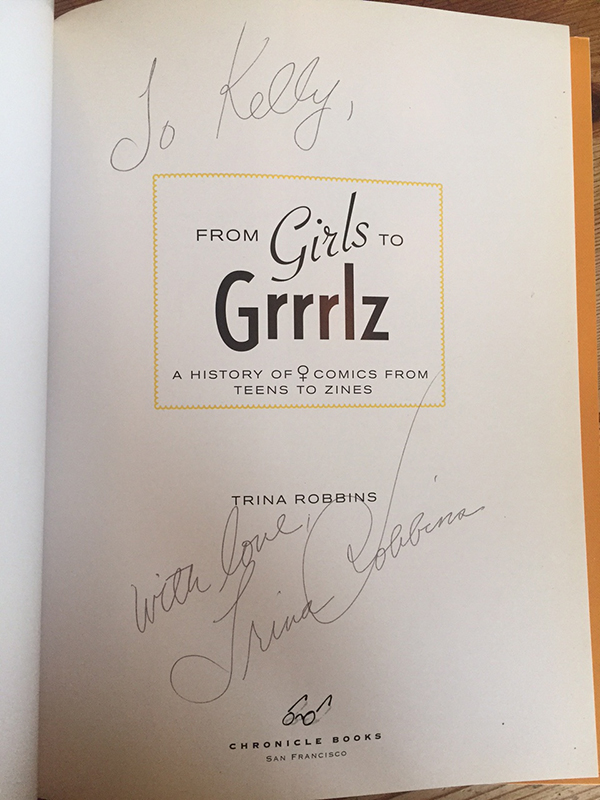 To Kelly,
FROM Girls TO
Grrrlz
A HISTORY OF ♀ COMICS FROM
TEENS TO ZINES
TRINA ROBBINS
With love,
Trina Robbins
CHRONICLE BOOKS
SAN FRANCISCO